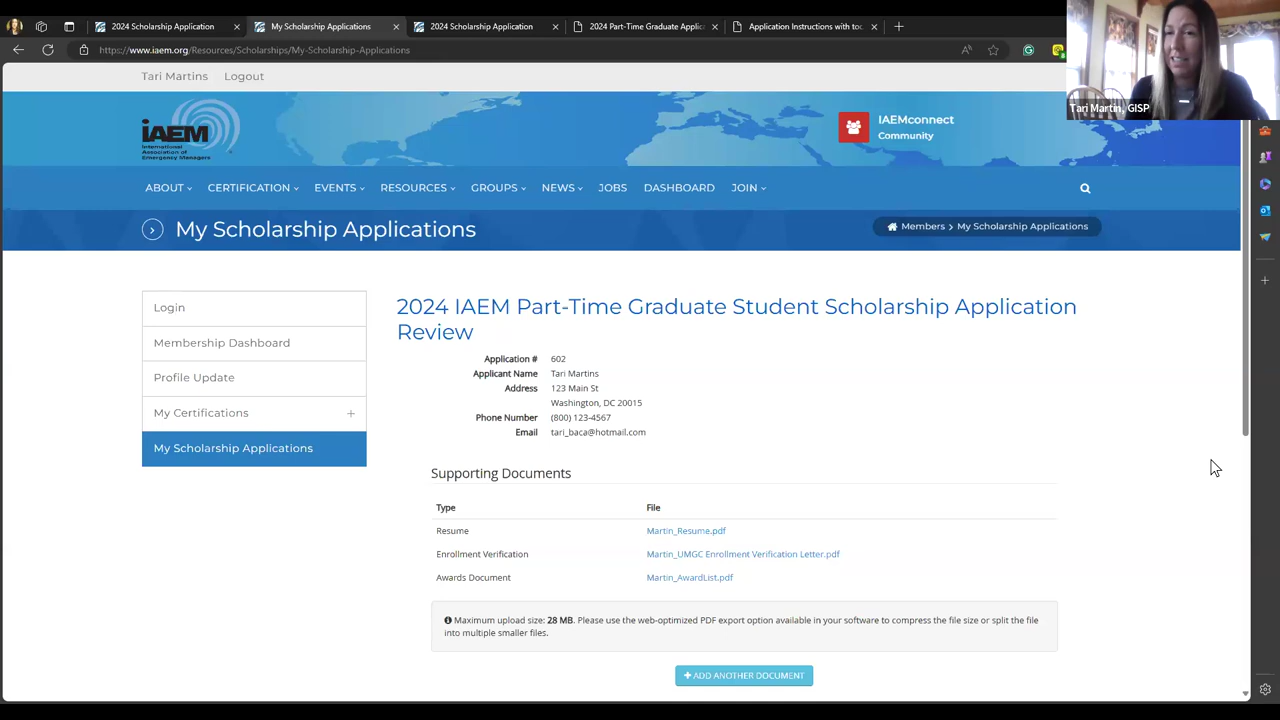 2024 Scholarship Application
My Scholarship Applications
2024 Scholarship Application
2024 Part-Time Graduate Applic
Application Instructions with toc
https://www.iaem.org/Resources/Scholarships/My-Scholarship-Applications
Tari Martins Logout
Tari Martin, GISP
iAEM
International
Association of
Emergency Managers
IAEMconnect
Community
ABOUT CERTIFICATION EVENTS RESOURCES GROUPS NEWS JOBS DASHBOARD JOIN
My Scholarship Applications
Members > My Scholarship Applications
Login
Membership Dashboard
Profile Update
My Certifications +
My Scholarship Applications
2024 IAEM Part-Time Graduate Student Scholarship Application
Review
Application # 602
Applicant Name Tari Martins
Address 123 Main St
Washington, DC 20015
Phone Number (800) 123-4567
Email tari_baca@hotmail.com
Supporting Documents
Type File
Resume Martin_Resume.pdf
Enrollment Verification Martin_UMGC Enrollment Verification Letter.pdf
Awards Document Martin_AwardList.pdf
Maximum upload size: 28 MB. Please use the web-optimized PDF export option available in your software to compress the file size or split the file
into multiple smaller files.
+ ADD ANOTHER DOCUMENT